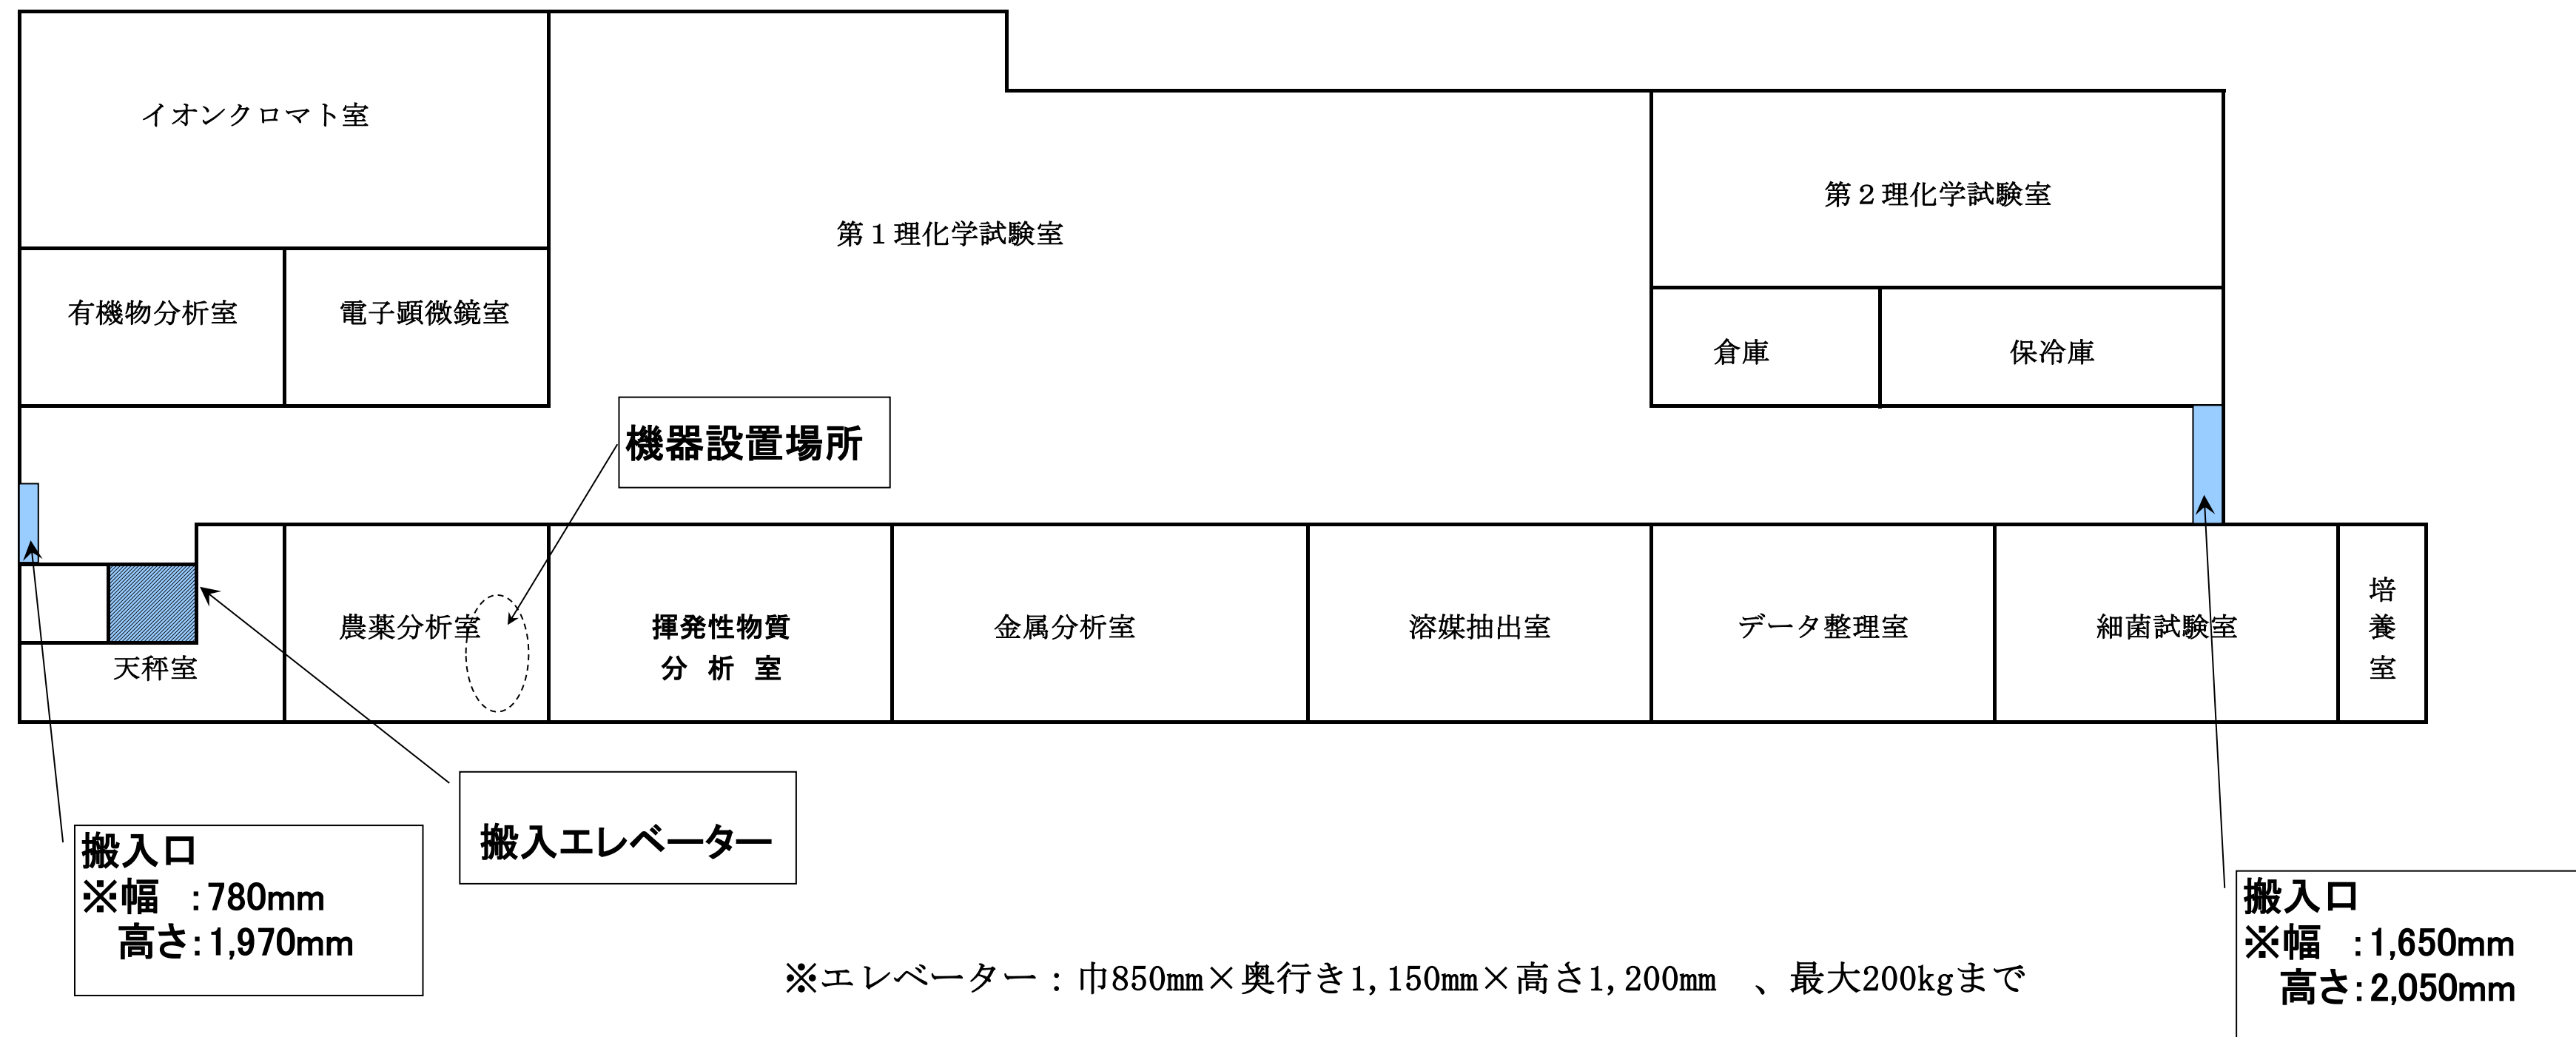 イオンクロマト室
第2理化学試験室
第1理化学試験室
有機物分析室
電子顕微鏡室
倉庫
保冷庫
機器設置場所
農薬分析室
揮発性物質
分 析 室
金属分析室
溶媒抽出室
データ整理室
細菌試験室
培
養
室
天秤室
搬入エレベーター
搬入口
※幅 :780mm
高さ:1,970mm
搬入口
※幅 :1,650mm
高さ:2,050mm
※エレベーター：巾850㎜×奥行き1,150㎜×高さ1,200㎜ 、最大200kgまで